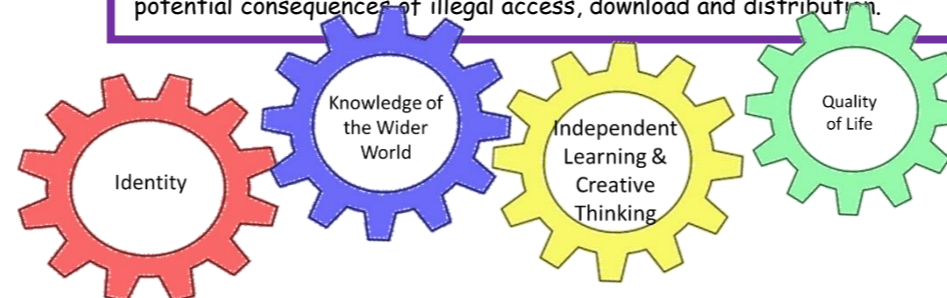 potential consequences of illegal access, download and distribution.
Identity
Knowledge of
the Wider
World
Independent
Learning &
Creative
Thinking
Quality
of Life